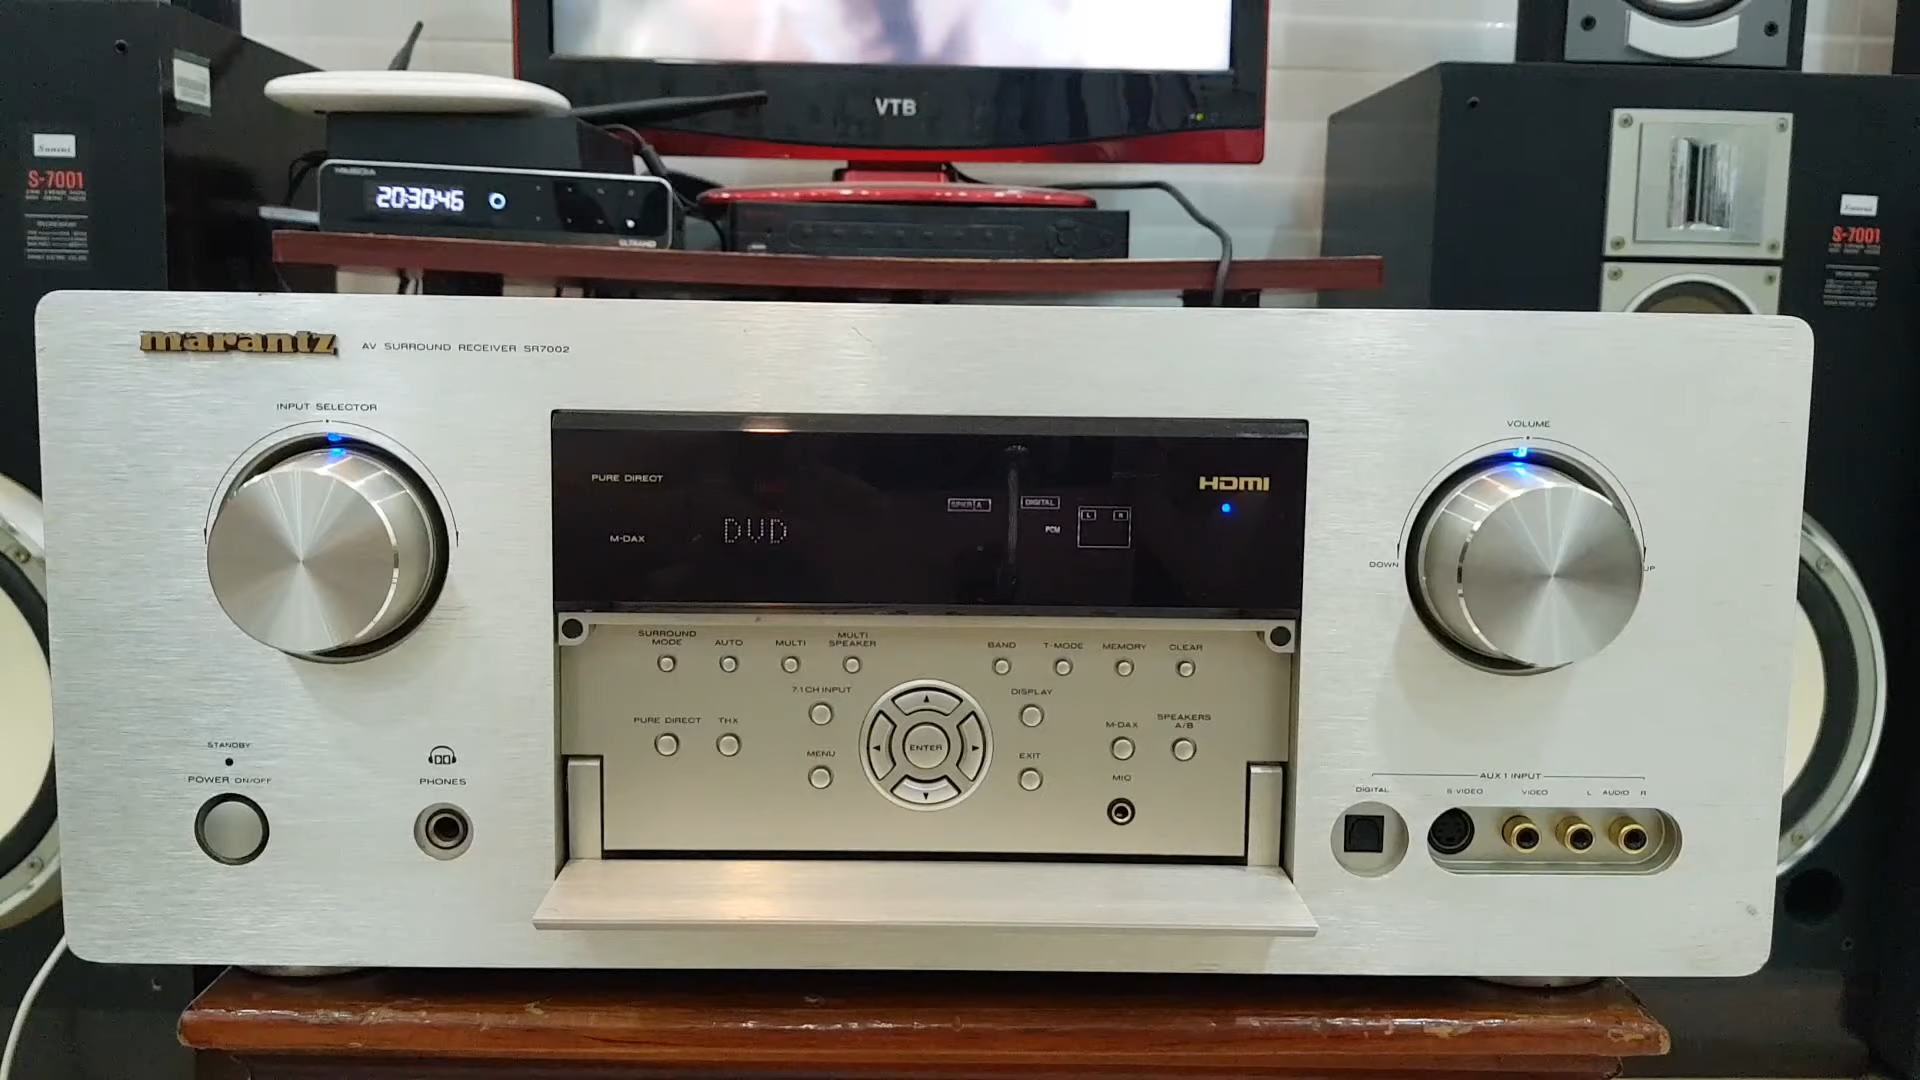 VTB
Sansui
S-7001
20:30:46
ULTRAHD
Sansui
S-7001
marantz
AV SURROUND RECEIVER SR7002
INPUT SELECTOR
VOLUME
DOWN
UP
PURE DIRECT
HDMI
SPKR A
DIGITAL
L R
PCM
DVD
M-DAX
SURROUND MODE
AUTO
MULTI
MULTI SPEAKER
BAND
T-MODE
MEMORY
CLEAR
7.1CH INPUT
DISPLAY
PURE DIRECT
THX
M-DAX
SPEAKERS A/B
ENTER
MENU
EXIT
MIC
STANDBY
POWER ON/OFF
PHONES
AUX 1 INPUT
DIGITAL
S-VIDEO
VIDEO
L AUDIO R